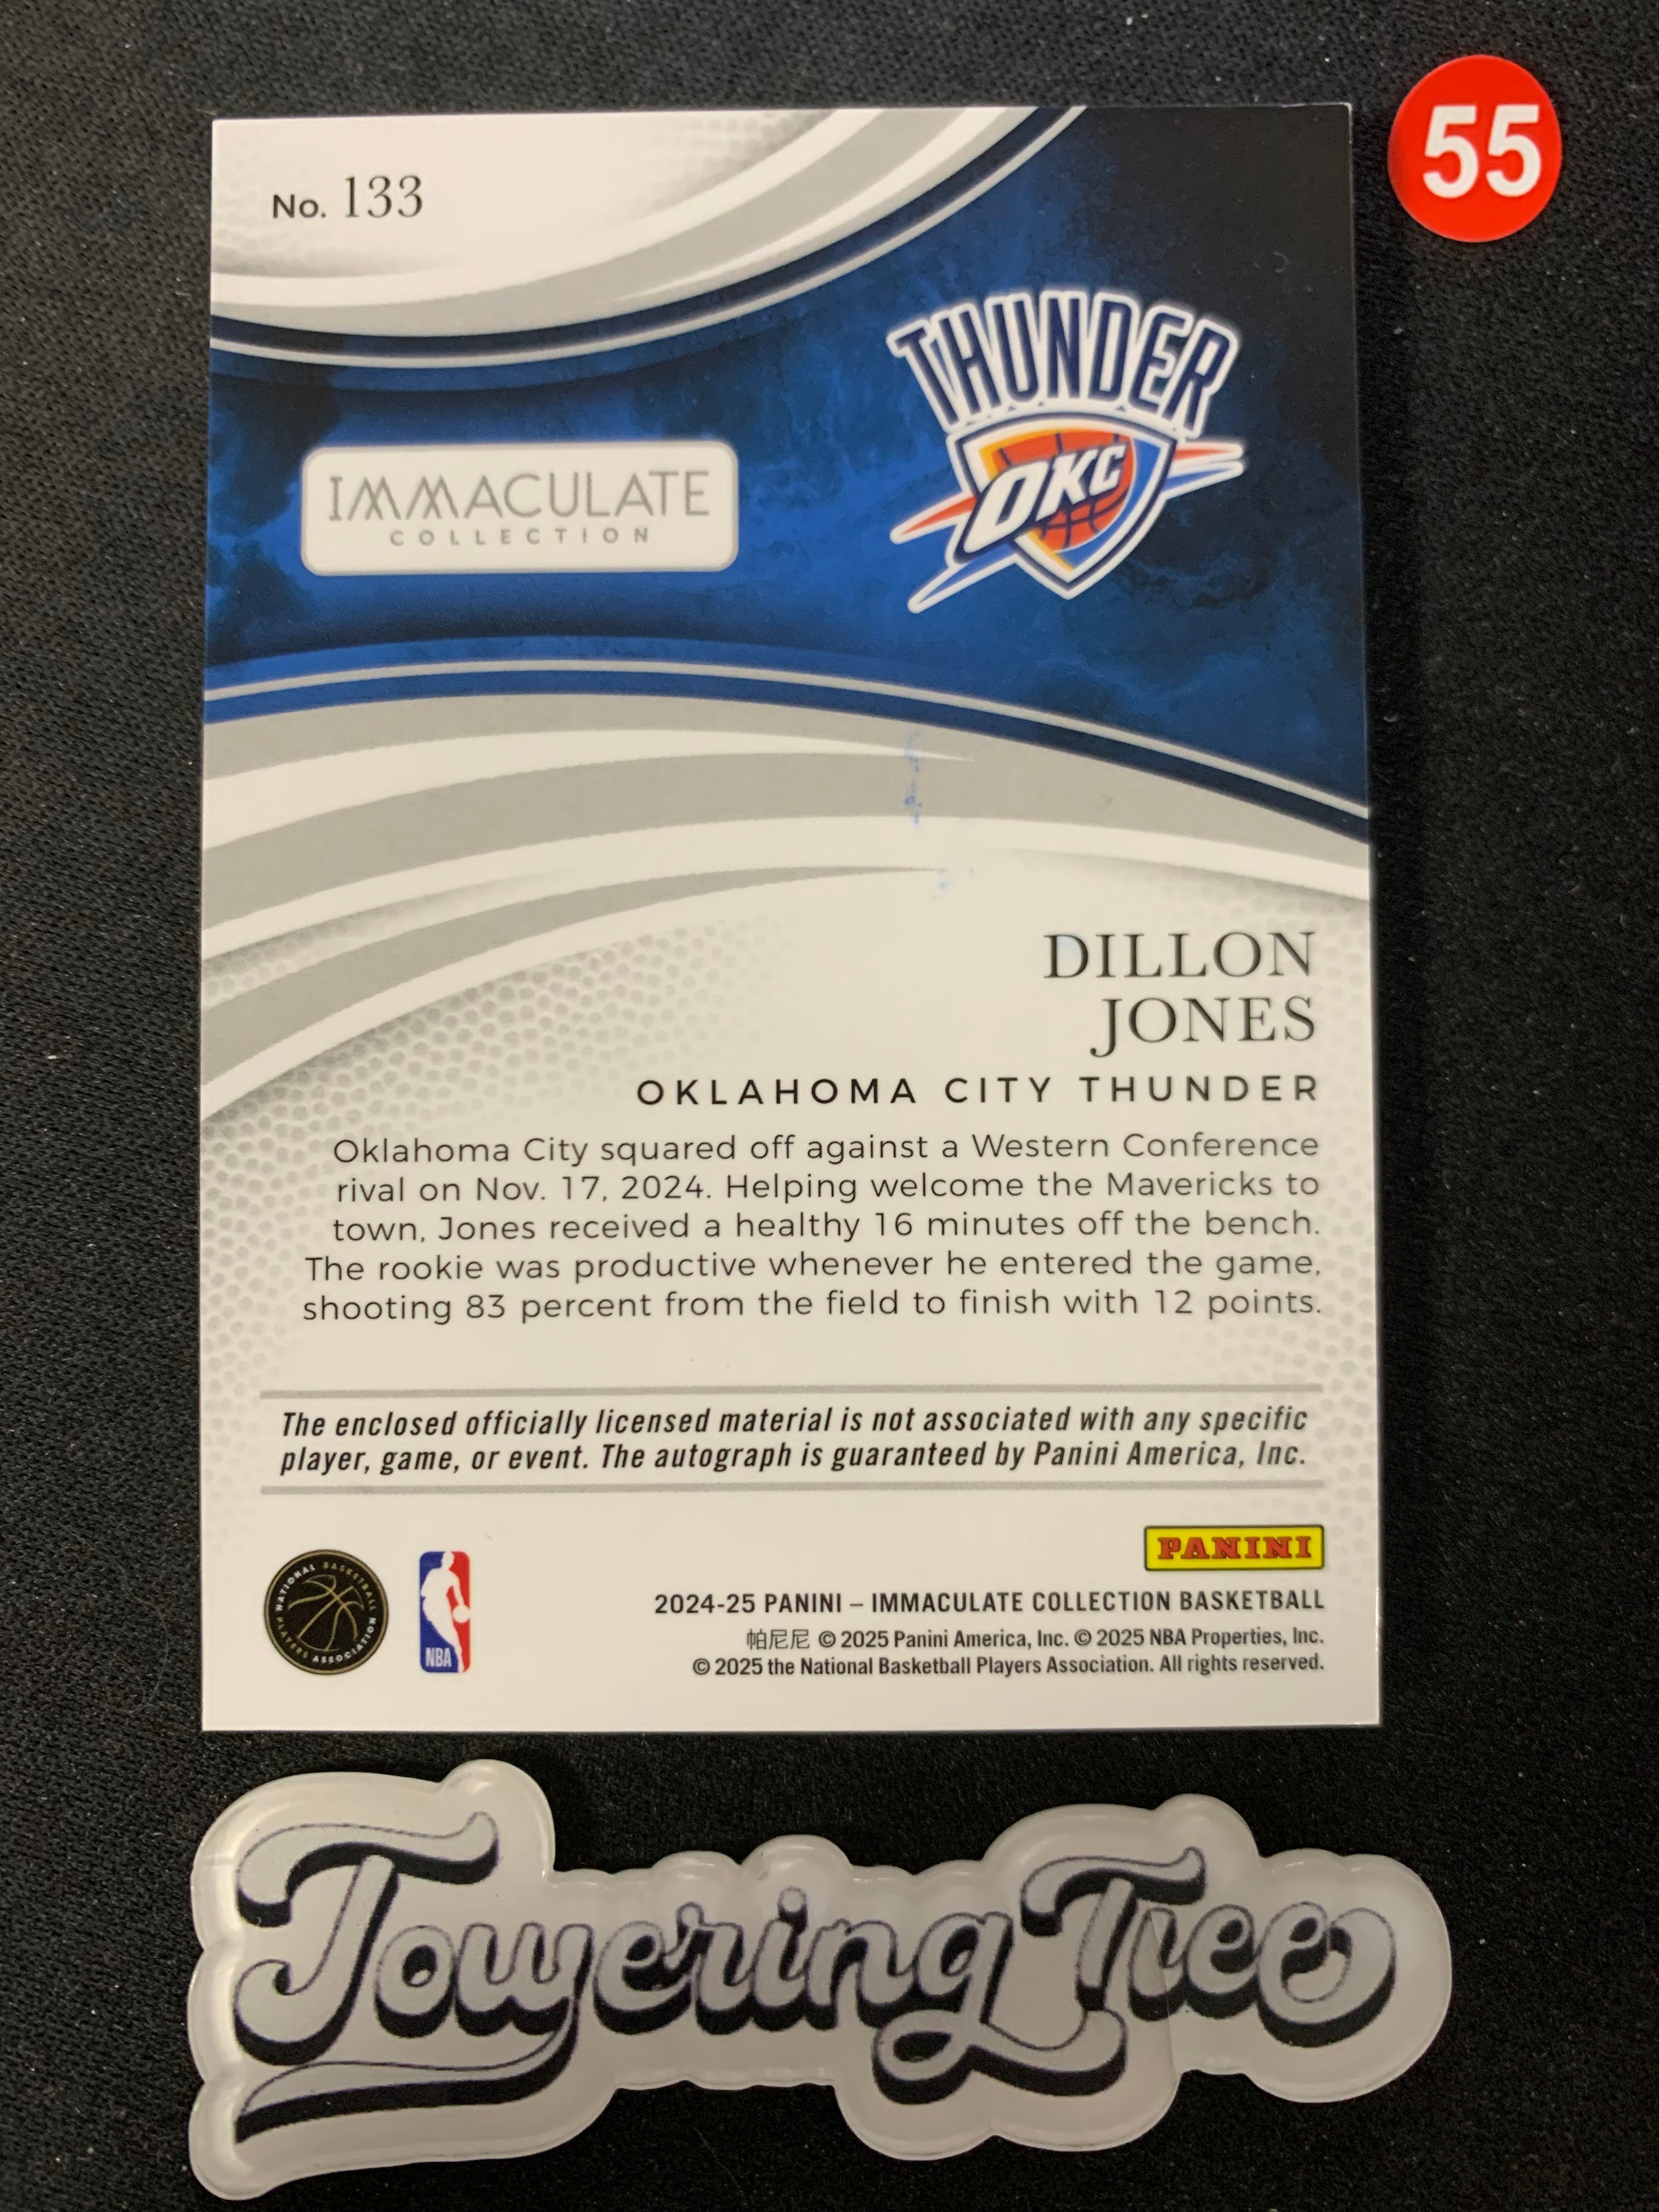 55
No. 133
THUNDER
OKC
IMMACULATE
COLLECTION
DILLON
JONES
OKLAHOMA CITY THUNDER
Oklahoma City squared off against a Western Conference
rival on Nov. 17, 2024. Helping welcome the Mavericks to
town, Jones received a healthy 16 minutes off the bench.
The rookie was productive whenever he entered the game,
shooting 83 percent from the field to finish with 12 points.
The enclosed officially licensed material is not associated with any specific
player, game, or event. The autograph is guaranteed by Panini America, Inc.
NATIONAL BASKETBALL
PLAYERS ASSOCIATION
NBA
PANINI
2024-25 PANINI – IMMACULATE COLLECTION BASKETBALL
帕尼尼 © 2025 Panini America, Inc. © 2025 NBA Properties, Inc.
© 2025 the National Basketball Players Association. All rights reserved.
ToweringTree